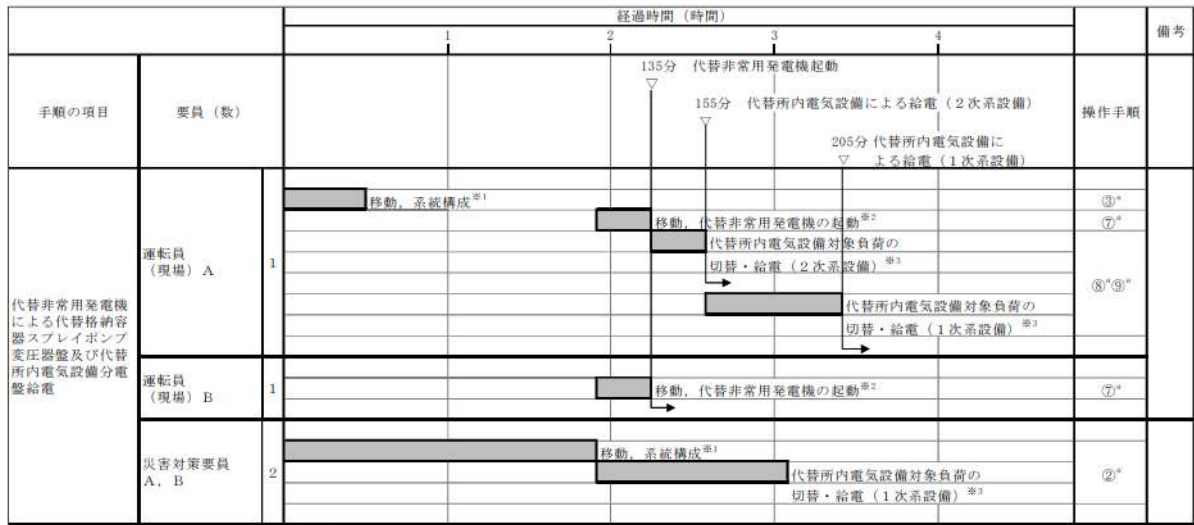 経過時間（時間）
備考
1
2
3
4
135分　代替非常用発電機起動
▽
155分　代替所内電気設備による給電（２次系設備）
▽
手順の項目
要員（数）
操作手順
205分 代替所内電気設備に
▽　よる給電（１次系設備）
移動，系統構成※1
③ª
移動，代替非常用発電機の起動※2
⑦ª
代替所内電気設備対象負荷の
切替・給電（２次系設備）※3
運転員
（現場）Ａ
1
⑧ª⑨ª
代替所内電気設備対象負荷の
切替・給電（１次系設備）※3
代替非常用発電機
による代替格納容
器スプレイポンプ
変圧器盤及び代替
所内電気設備分電
盤給電
運転員
（現場）Ｂ
1
移動，代替非常用発電機の起動※2
⑦ª
移動，系統構成※1
災害対策要員
Ａ，Ｂ
2
代替所内電気設備対象負荷の
切替・給電（１次系設備）※3
②ª